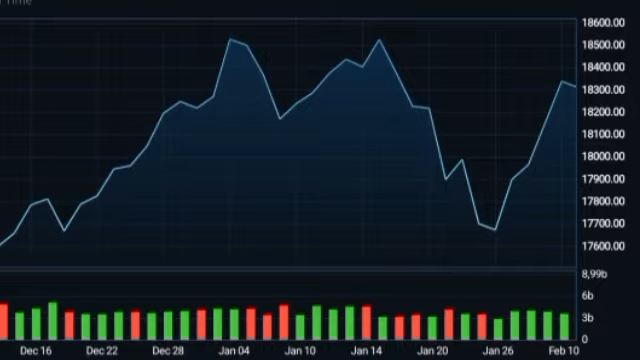 Time
18600.00
18500.00
18400.00
18300.00
18200.00
18100.00
18000.00
17900.00
17800.00
17700.00
17600.00
8,99b
6b
3b
0
Dec 16 Dec 22 Dec 28 Jan 04 Jan 10 Jan 14 Jan 20 Jan 26 Feb 10